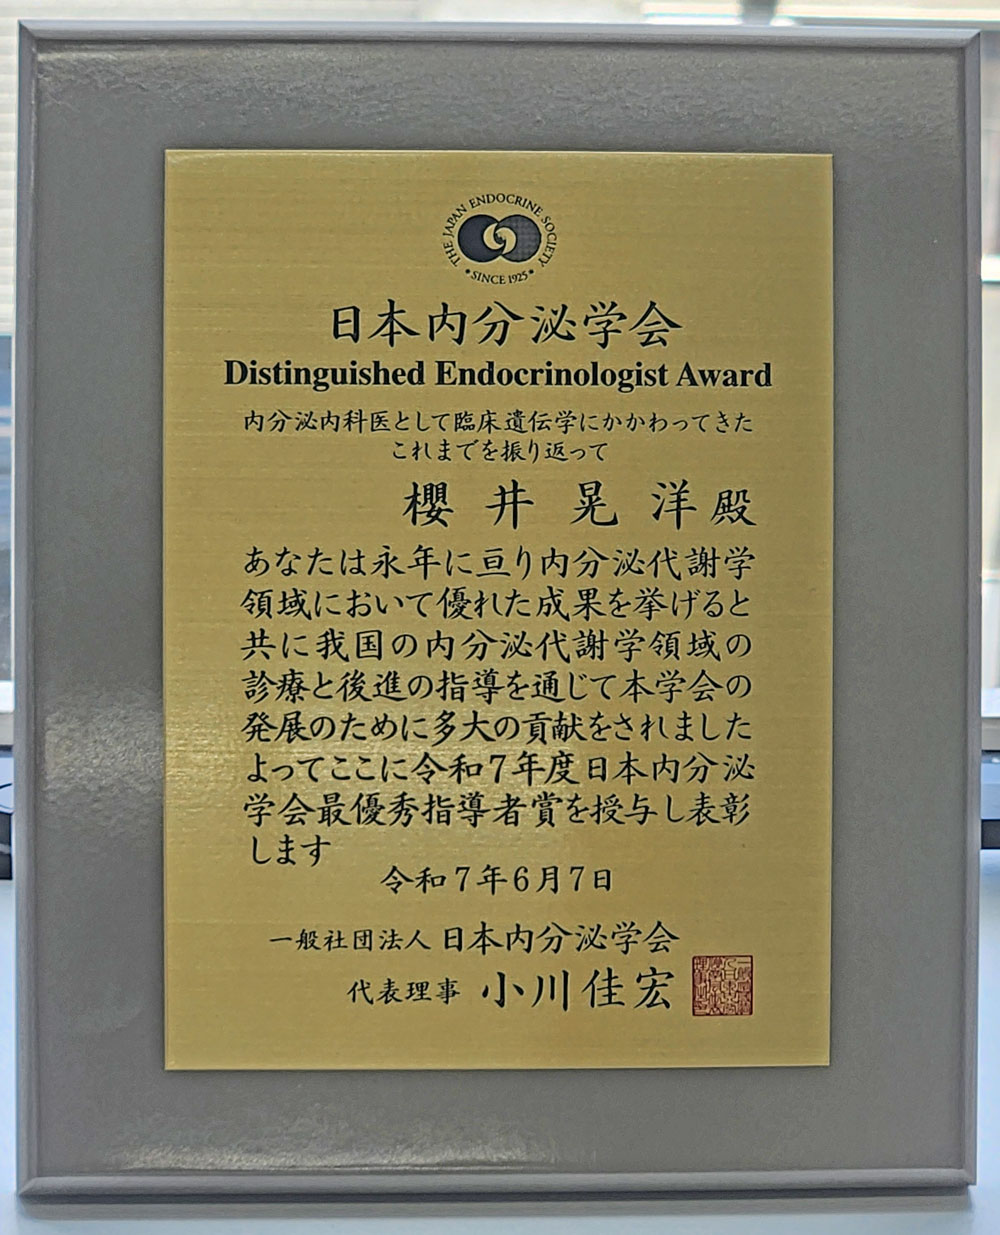 THE JAPAN ENDOCRINE SOCIETY
•SINCE 1925•
日本内分泌学会
Distinguished Endocrinologist Award
内分泌内科医として臨床遺伝学にかかわってきた
これまでを振り返って
櫻井晃洋殿
あなたは永年に亘り内分泌代謝学
領域において優れた成果を挙げると
共に我国の内分泌代謝学領域の
診療と後進の指導を通じて本学会の
発展のために多大の貢献をされました
よってここに令和7年度日本内分泌
学会最優秀指導者賞を授与し表彰
します
令和7年6月7日
一般社団法人 日本内分泌学会
代表理事 小川佳宏